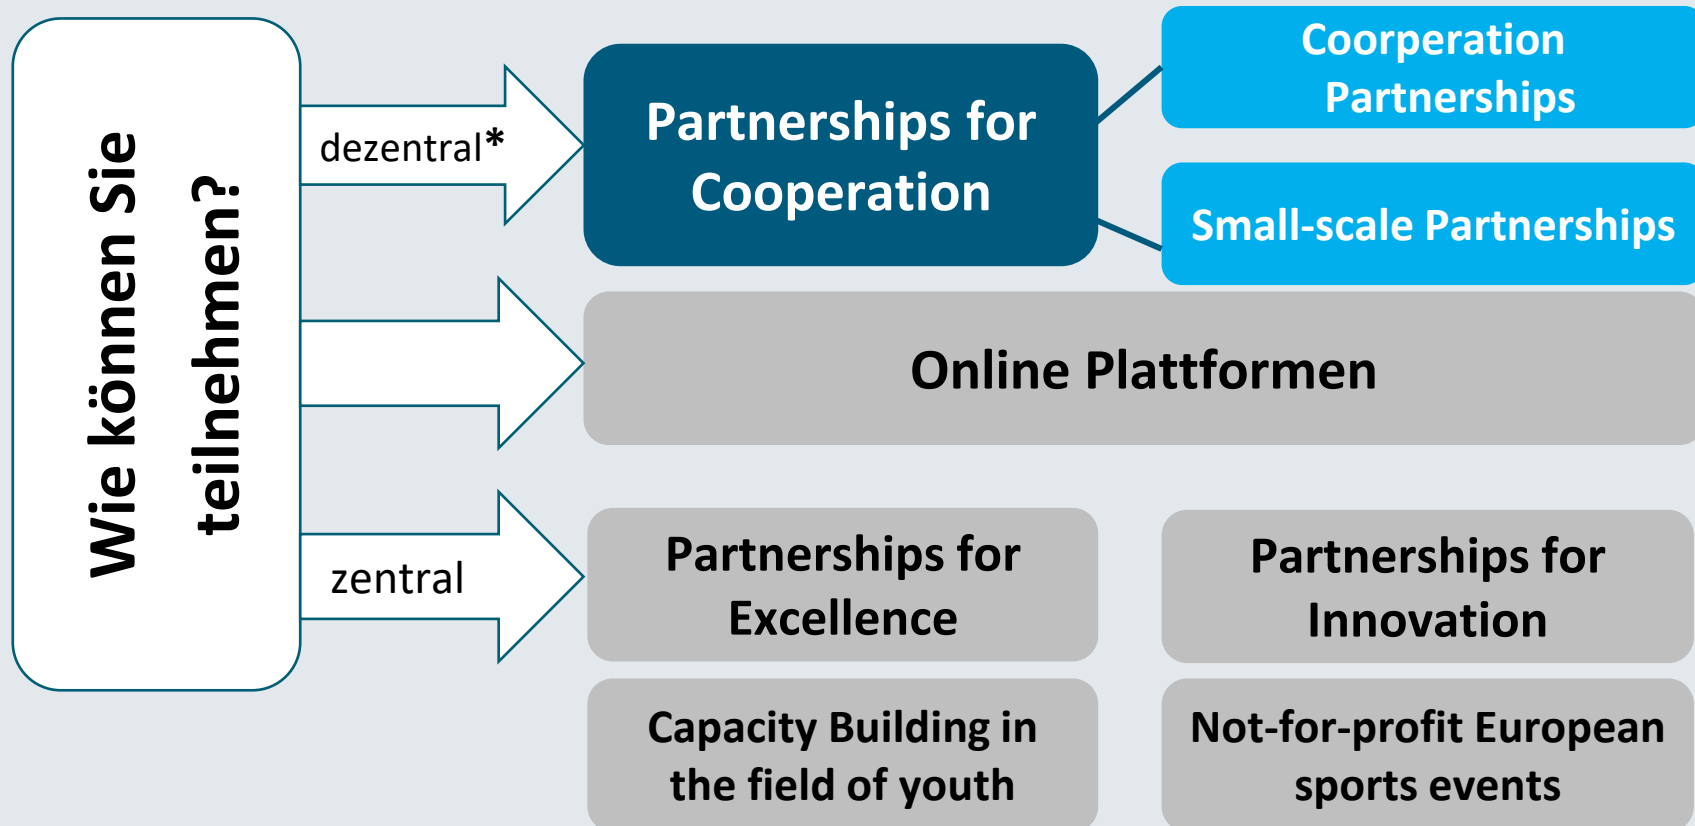 Wie können Sie
teilnehmen?
dezentral*
Partnerships for
Cooperation
Coorperation
Partnerships
Small-scale Partnerships
Online Plattformen
zentral
Partnerships for
Excellence
Partnerships for
Innovation
Capacity Building in
the field of youth
Not-for-profit European
sports events